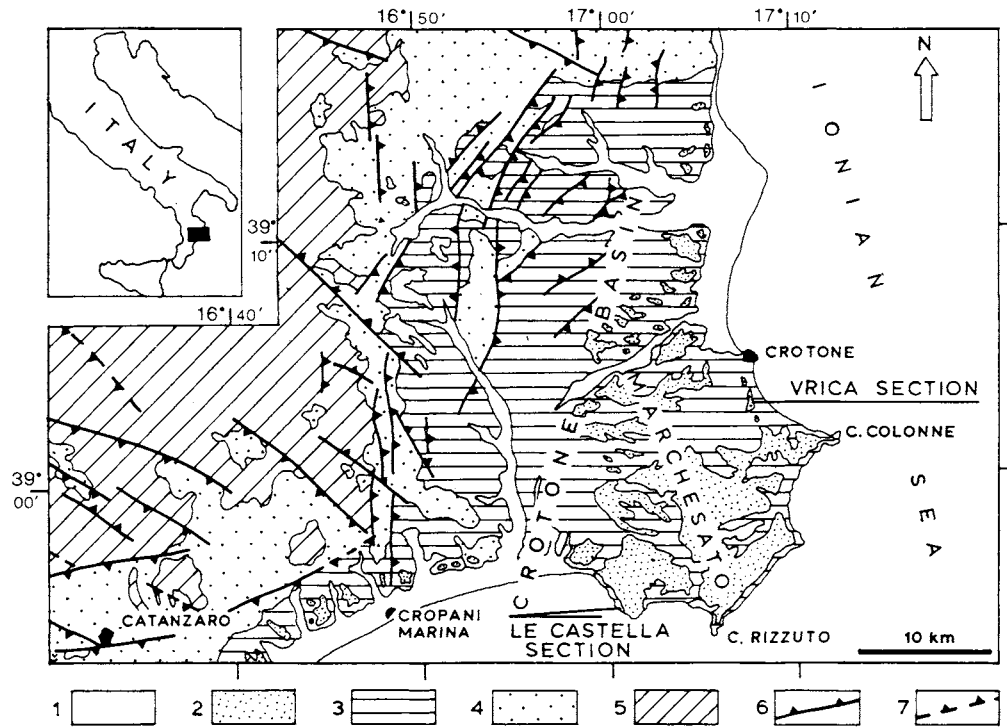 16°50' 17°00' 17°10'
ITALY
N
IONIAN
39°
10'
16°40'
CROTONE BASIN
MARCHESATO
CROTONE
VRICA SECTION
C. COLONNE
SEA
39°
00'
CATANZARO
CROPANI
MARINA
LE CASTELLA
SECTION
C. RIZZUTO
10 km
1 2 3 4 5 6 7